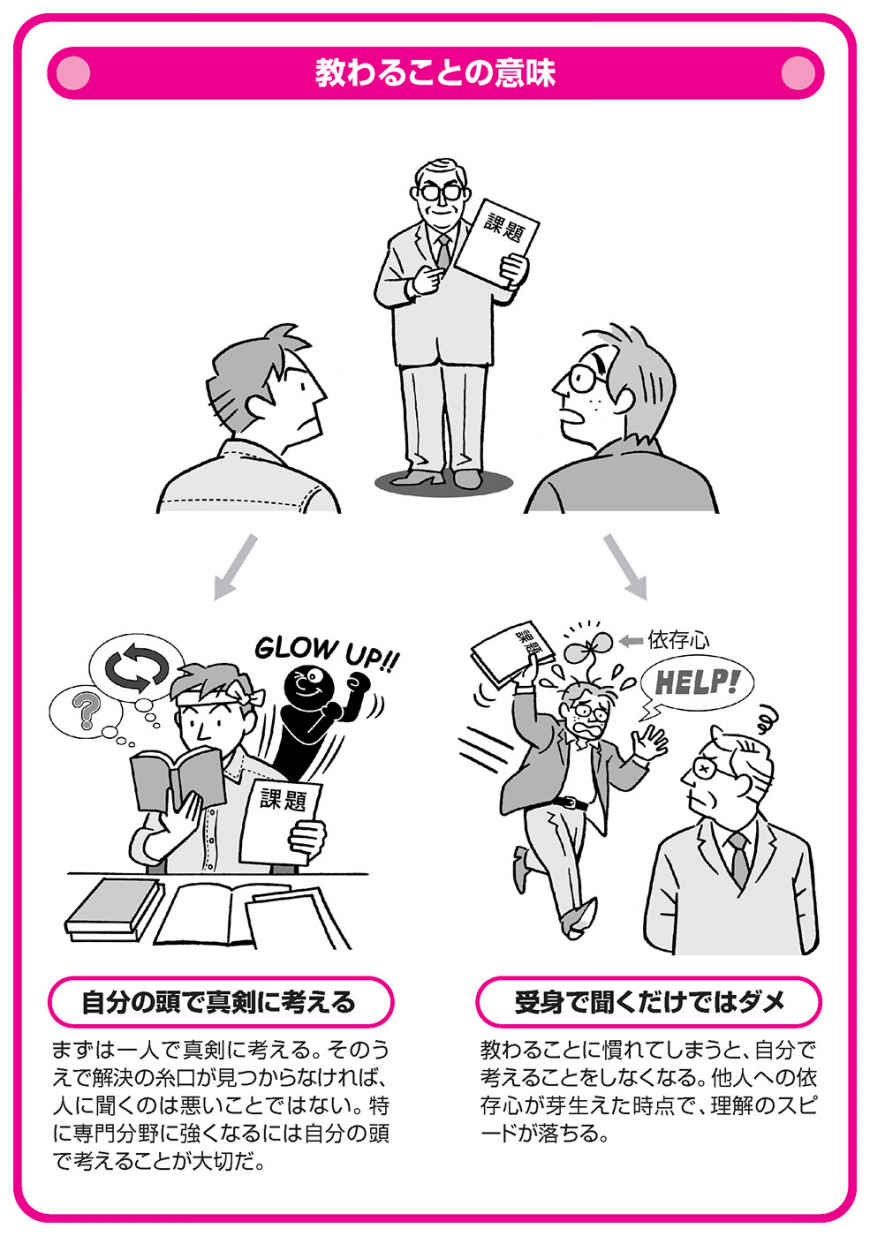 教わることの意味
課題
GLOW UP!!
?
課題
課題
依存心
HELP!
自分の頭で真剣に考える
まずは一人で真剣に考える。そのう
えで解決の糸口が見つからなければ、
人に聞くのは悪いことではない。特
に専門分野に強くなるには自分の頭
で考えることが大切だ。
受身で聞くだけではダメ
教わることに慣れてしまうと、自分で
考えることをしなくなる。他人への依
存心が芽生えた時点で、理解のスピ
ードが落ちる。